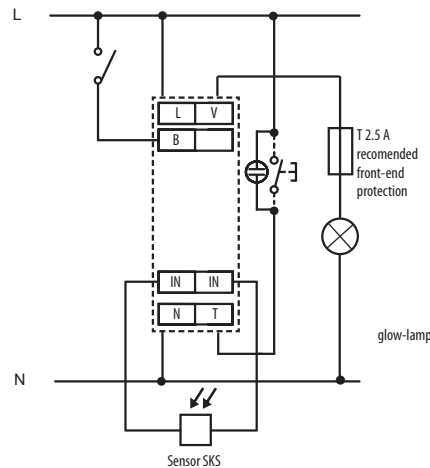 L
L V
B
T 2.5 A
recomended
front-end
protection
IN IN
N T
glow-lamp
N
Sensor SKS